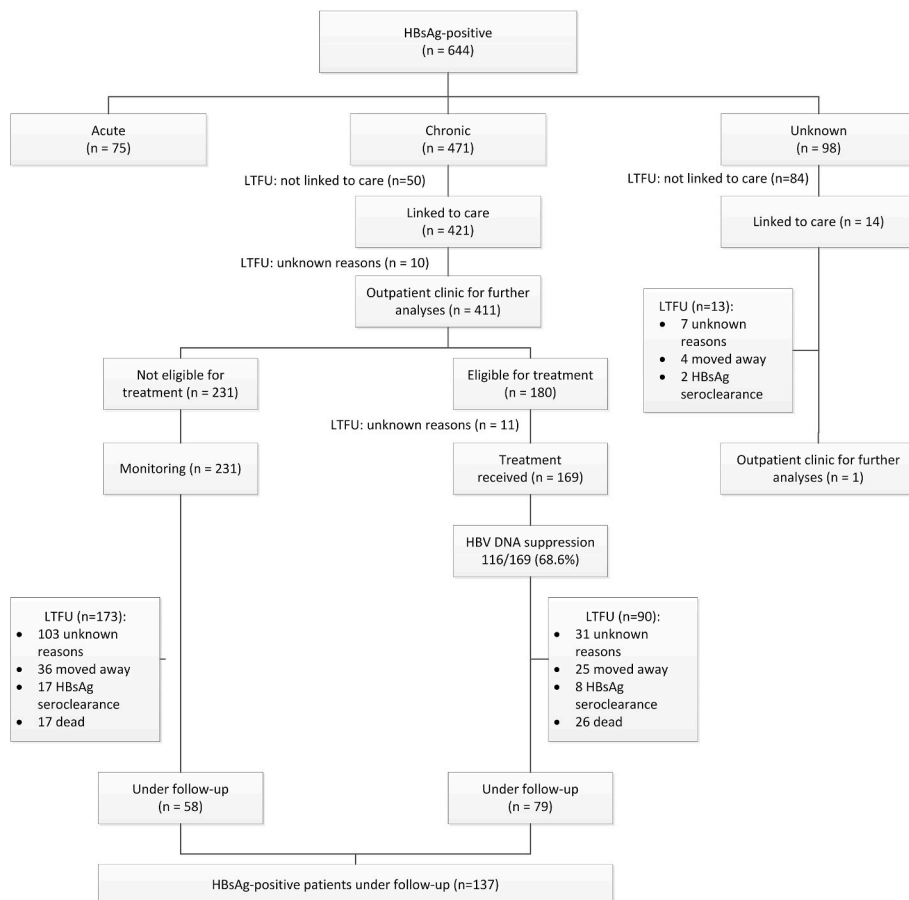 HBsAg-positive
(n = 644)
Acute
(n = 75)
Chronic
(n = 471)
Unknown
(n = 98)
LTFU: not linked to care (n=50)
LTFU: not linked to care (n=84)
Linked to care
(n = 421)
Linked to care (n = 14)
LTFU: unknown reasons (n = 10)
Outpatient clinic for further
analyses (n = 411)
LTFU (n=13):
• 7 unknown
reasons
• 4 moved away
• 2 HBsAg
seroclearance
Not eligible for
treatment (n = 231)
Eligible for treatment
(n = 180)
LTFU: unknown reasons (n = 11)
Monitoring (n = 231)
Treatment
received (n = 169)
Outpatient clinic for further
analyses (n = 1)
HBV DNA suppression
116/169 (68.6%)
LTFU (n=173):
• 103 unknown
reasons
• 36 moved away
• 17 HBsAg
seroclearance
• 17 dead
LTFU (n=90):
• 31 unknown
reasons
• 25 moved away
• 8 HBsAg
seroclearance
• 26 dead
Under follow-up
(n = 58)
Under follow-up
(n = 79)
HBsAg-positive patients under follow-up (n=137)